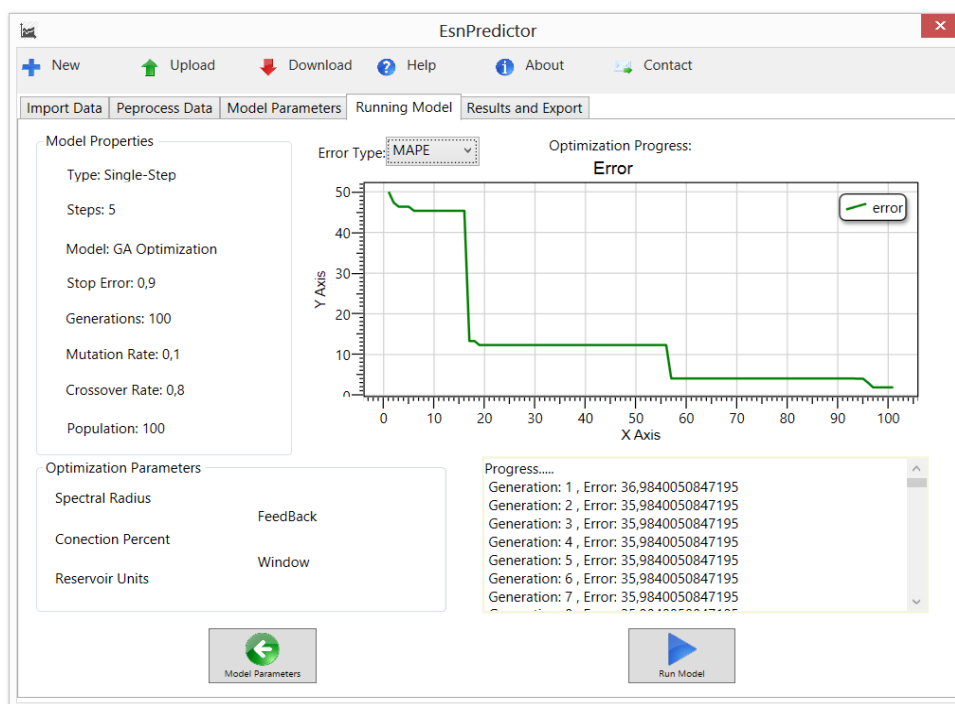 EsnPredictor
New Upload Download Help About Contact
Import Data Peprocess Data Model Parameters Running Model Results and Export
Model Properties
Type: Single-Step
Steps: 5
Model: GA Optimization
Stop Error: 0,9
Generations: 100
Mutation Rate: 0,1
Crossover Rate: 0,8
Population: 100
Error Type: MAPE
Optimization Progress:
Error
error
Y Axis
50
40
30
20
10
0
0 10 20 30 40 50 60 70 80 90 100
X Axis
Optimization Parameters
Spectral Radius
FeedBack
Conection Percent
Window
Reservoir Units
Progress.....
Generation: 1 , Error: 36,9840050847195
Generation: 2 , Error: 35,9840050847195
Generation: 3 , Error: 35,9840050847195
Generation: 4 , Error: 35,9840050847195
Generation: 5 , Error: 35,9840050847195
Generation: 6 , Error: 35,9840050847195
Generation: 7 , Error: 35,9840050847195
Model Parameters
Run Model